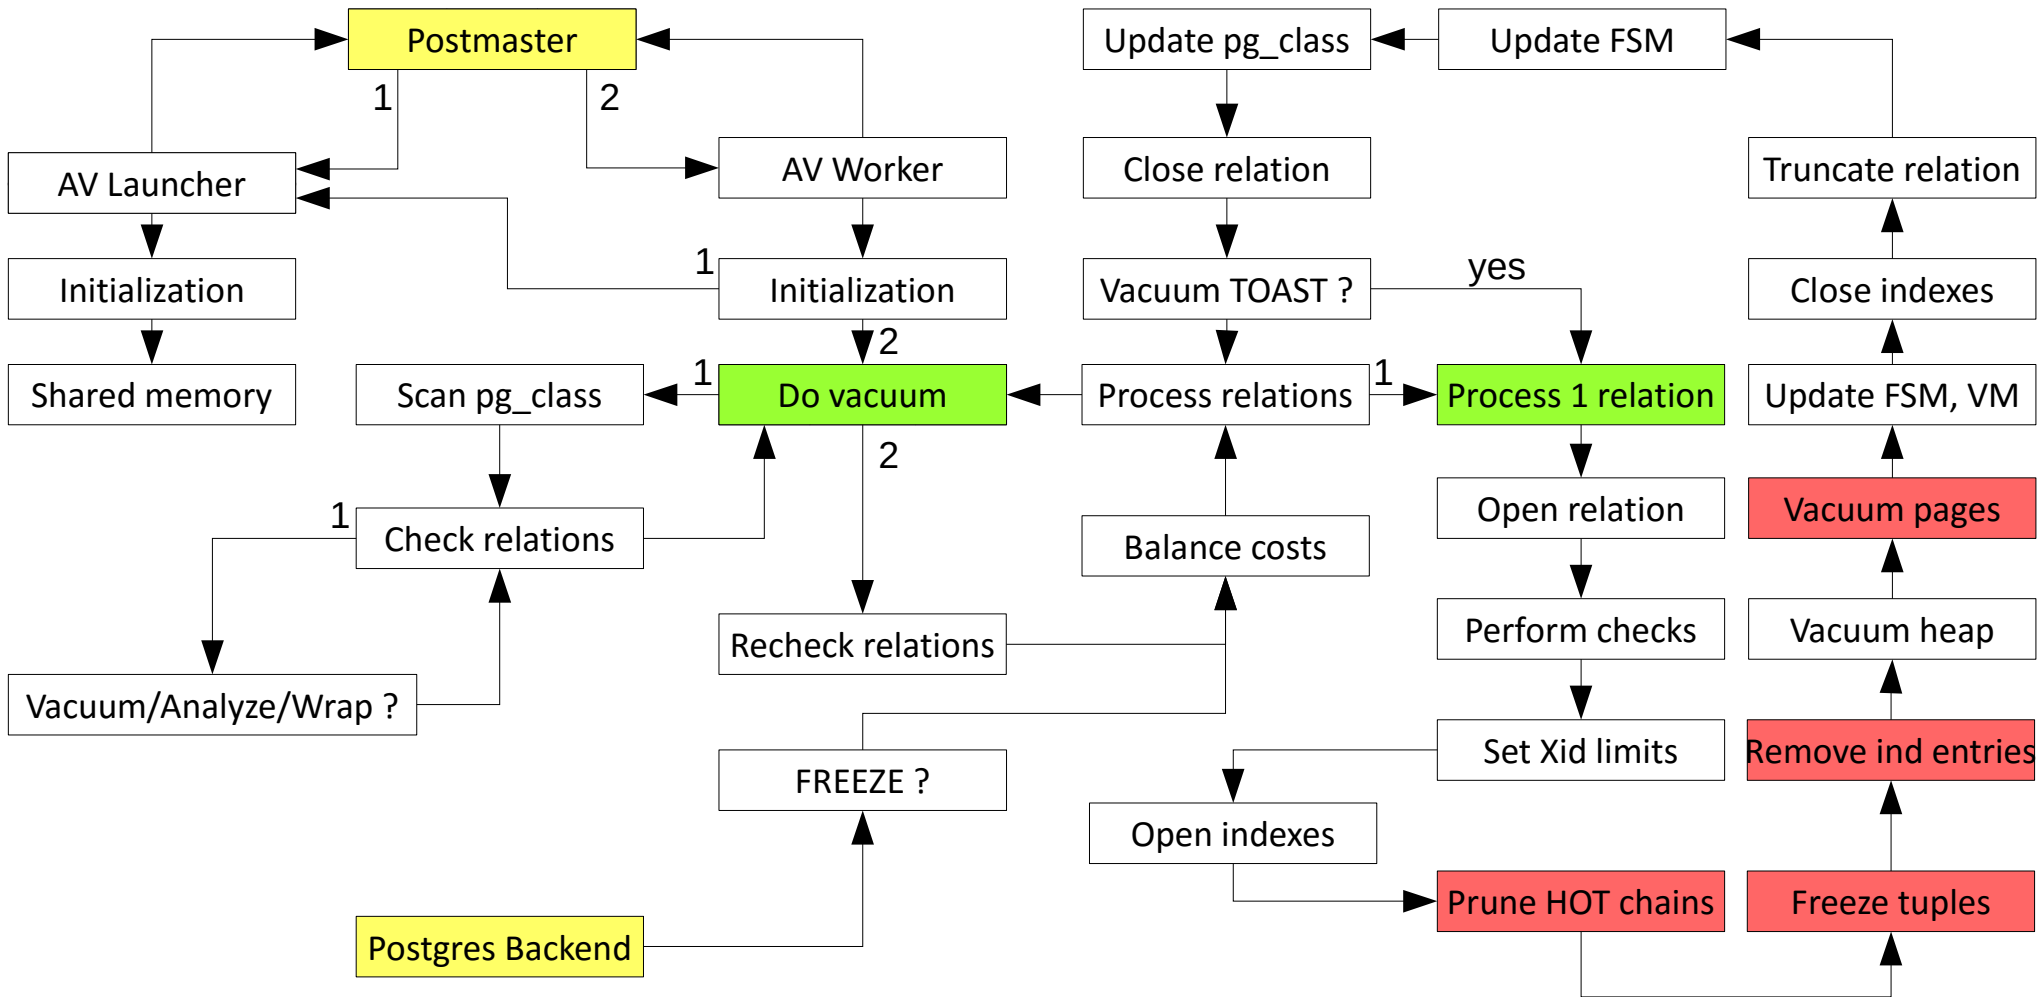 Postmaster
Update pg_class
Update FSM
1
2
AV Launcher
AV Worker
Close relation
Truncate relation
Initialization
1
Initialization
Vacuum TOAST ?
yes
Close indexes
2
Shared memory
Scan pg_class
1
Do vacuum
Process relations
1
Process 1 relation
Update FSM, VM
2
1
Check relations
Balance costs
Open relation
Vacuum pages
Recheck relations
Perform checks
Vacuum heap
Vacuum/Analyze/Wrap ?
FREEZE ?
Set Xid limits
Remove ind entries
Open indexes
Prune HOT chains
Freeze tuples
Postgres Backend